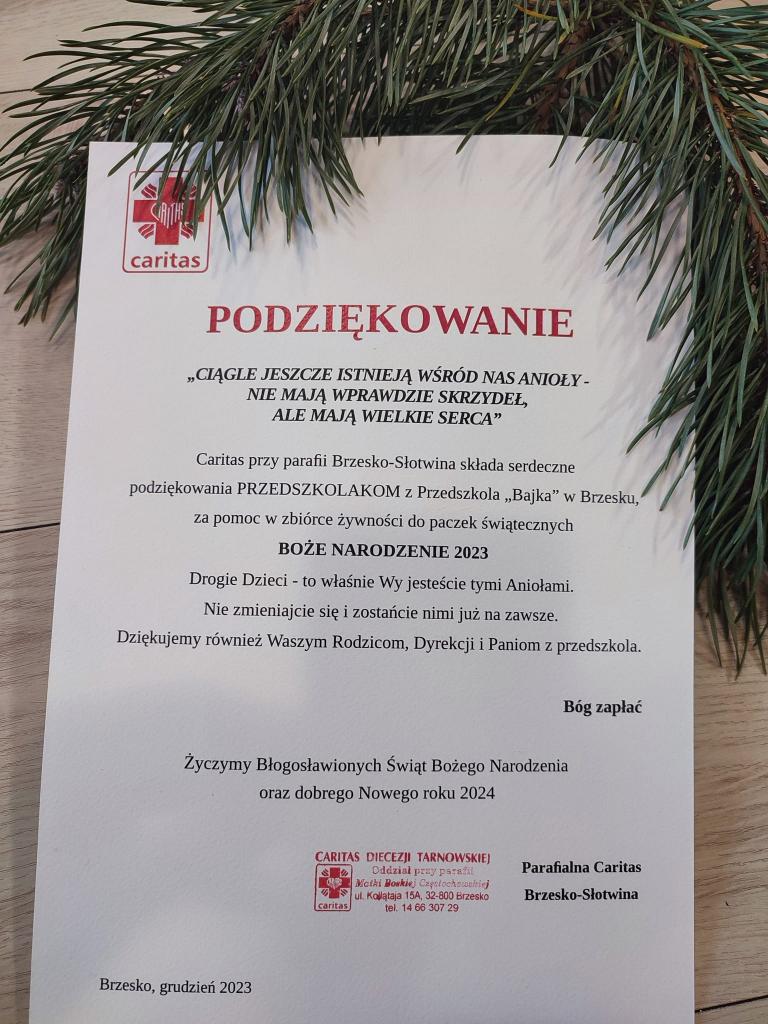 CARITAS
caritas
PODZIĘKOWANIE
„CIĄGLE JESZCZE ISTNIEJĄ WŚRÓD NAS ANIOŁY -
NIE MAJĄ WPRAWDZIE SKRZYDEŁ,
ALE MAJĄ WIELKIE SERCA”
Caritas przy parafii Brzesko-Słotwina składa serdeczne
podziękowania PRZEDSZKOLAKOM z Przedszkola „Bajka” w Brzesku,
za pomoc w zbiórce żywności do paczek świątecznych
BOŻE NARODZENIE 2023
Drogie Dzieci - to właśnie Wy jesteście tymi Aniołami.
Nie zmieniajcie się i zostańcie nimi już na zawsze.
Dziękujemy również Waszym Rodzicom, Dyrekcji i Paniom z przedszkola.
Bóg zapłać
Życzymy Błogosławionych Świąt Bożego Narodzenia
oraz dobrego Nowego roku 2024
CARITAS DIECEZJI TARNOWSKIEJ
Oddział przy parafii
Matki Boskiej Częstochowskiej
ul. Kołłątaja 15A, 32-800 Brzesko
tel. 14 66 307 29
caritas
Parafialna Caritas
Brzesko-Słotwina
Brzesko, grudzień 2023